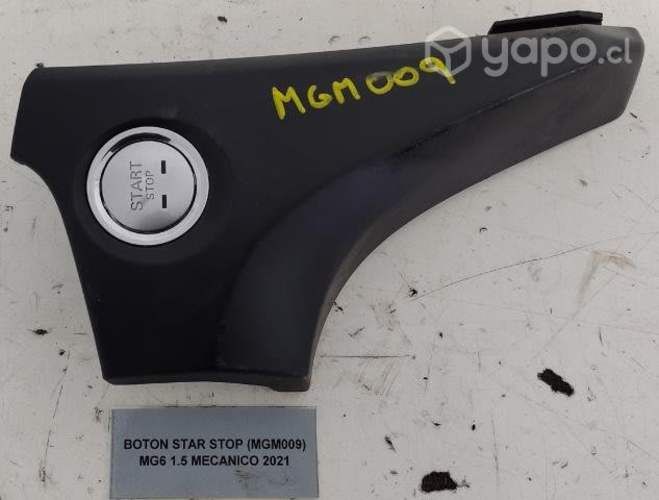 yapo.cl
MGM009
START
STOP
BOTON STAR STOP (MGM009)
MG6 1.5 MECANICO 2021